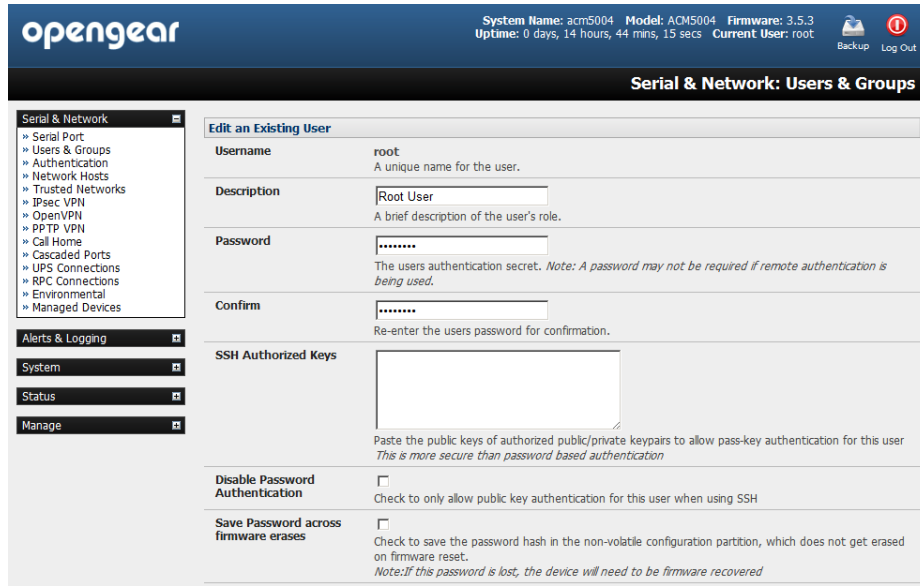 opengear
System Name: acm5004 Model: ACM5004 Firmware: 3.5.3
Uptime: 0 days, 14 hours, 44 mins, 15 secs Current User: root
Backup
Log Out
Serial & Network: Users & Groups
Serial & Network
» Serial Port
» Users & Groups
» Authentication
» Network Hosts
» Trusted Networks
» IPsec VPN
» OpenVPN
» PPTP VPN
» Call Home
» Cascaded Ports
» UPS Connections
» RPC Connections
» Environmental
» Managed Devices
Alerts & Logging
System
Status
Manage
Edit an Existing User
Username
root
A unique name for the user.
Description
Root User
A brief description of the user's role.
Password
••••••••
The users authentication secret. Note: A password may not be required if remote authentication is
being used.
Confirm
••••••••
Re-enter the users password for confirmation.
SSH Authorized Keys
Paste the public keys of authorized public/private keypairs to allow pass-key authentication for this user
This is more secure than password based authentication
Disable Password
Authentication
Check to only allow public key authentication for this user when using SSH
Save Password across
firmware erases
Check to save the password hash in the non-volatile configuration partition, which does not get erased
on firmware reset.
Note:If this password is lost, the device will need to be firmware recovered